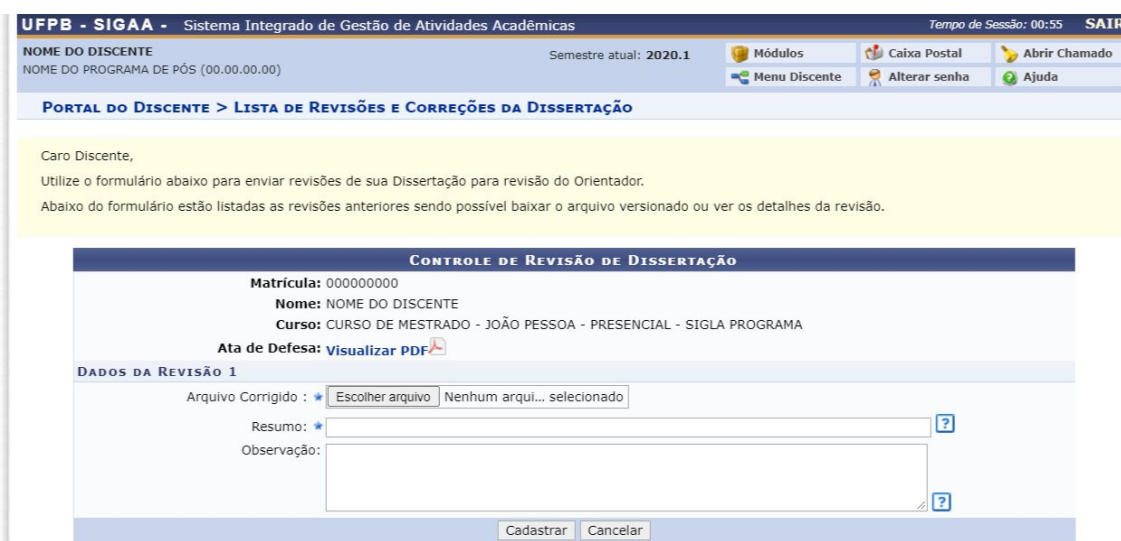 UFPB - SIGAA - Sistema Integrado de Gestão de Atividades Acadêmicas Tempo de Sessão: 00:55 SAIR
NOME DO DISCENTE Semestre atual: 2020.1 Módulos Caixa Postal Abrir Chamado
NOME DO PROGRAMA DE PÓS (00.00.00.00) Menu Discente Alterar senha Ajuda
PORTAL DO DISCENTE > LISTA DE REVISÕES E CORREÇÕES DA DISSERTAÇÃO
Caro Discente,
Utilize o formulário abaixo para enviar revisões de sua Dissertação para revisão do Orientador.
Abaixo do formulário estão listadas as revisões anteriores sendo possível baixar o arquivo versionado ou ver os detalhes da revisão.
CONTROLE DE REVISÃO DE DISSERTAÇÃO
Matrícula: 000000000
Nome: NOME DO DISCENTE
Curso: CURSO DE MESTRADO - JOÃO PESSOA - PRESENCIAL - SIGLA PROGRAMA
Ata de Defesa: Visualizar PDF
DADOS DA REVISÃO 1
Arquivo Corrigido : Escolher arquivo Nenhum arqui... selecionado
Resumo: ?
Observação:
?
Cadastrar Cancelar